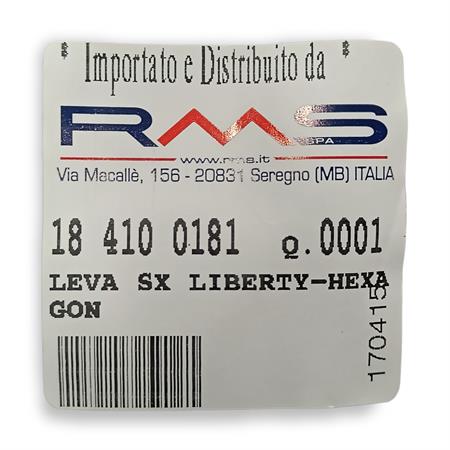 * Importato e Distribuito da *
RMS
SPA
www.rms.it
Via Macallè, 156 - 20831 Seregno (MB) ITALIA
18 410 0181 Q.0001
LEVA SX LIBERTY-HEXA
GON
170415